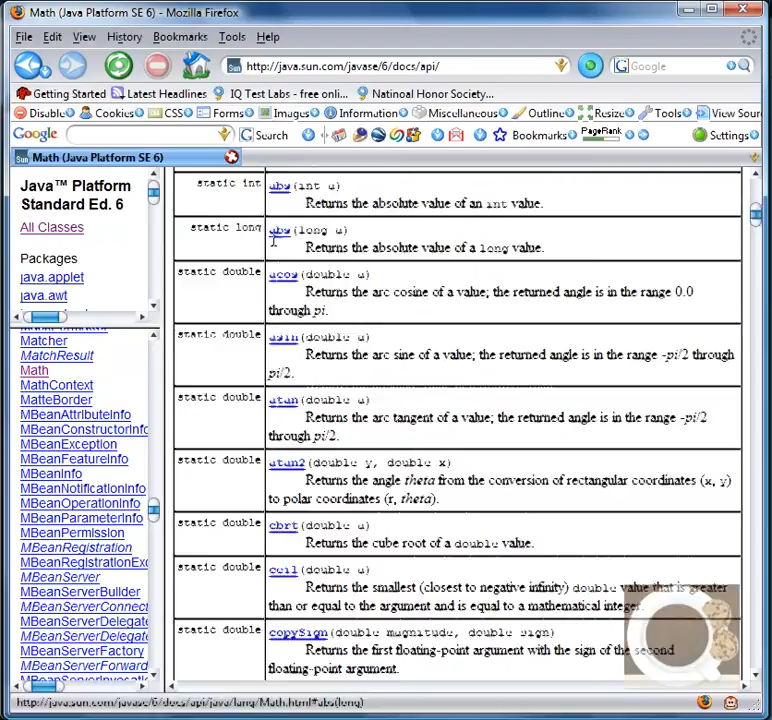 Math (Java Platform SE 6) - Mozilla Firefox
File Edit View History Bookmarks Tools Help
Sun http://java.sun.com/javase/6/docs/api/ G Google
Getting Started Latest Headlines IQ Test Labs - free onli... Natinoal Honor Society...
Disable Cookies CSS Forms Images Information Miscellaneous Outline Resize Tools View Sourc
Google G Search Bookmarks PageRank Settings
Sun Math (Java Platform SE 6)
Java™ Platform
Standard Ed. 6
All Classes
Packages
java.applet
java.awt
Matcher
MatchResult
Math
MathContext
MatteBorder
MBeanAttributeInfo
MBeanConstructorInfo
MBeanException
MBeanFeatureInfo
MBeanInfo
MBeanNotificationInfo
MBeanOperationInfo
MBeanParameterInfo
MBeanPermission
MBeanRegistration
MBeanRegistrationExc
MBeanServer
MBeanServerBuilder
MBeanServerConnect
MBeanServerDelegate
MBeanServerDelegate
MBeanServerFactory
MBeanServerForward
static int abs(int a)
Returns the absolute value of an int value.
static long abs(long a)
Returns the absolute value of a long value.
static double acos(double a)
Returns the arc cosine of a value; the returned angle is in the range 0.0
through pi.
static double asin(double a)
Returns the arc sine of a value; the returned angle is in the range -pi/2 through
pi/2.
static double atan(double a)
Returns the arc tangent of a value; the returned angle is in the range -pi/2
through pi/2.
static double atan2(double y, double x)
Returns the angle theta from the conversion of rectangular coordinates (x, y)
to polar coordinates (r, theta).
static double cbrt(double a)
Returns the cube root of a double value.
static double ceil(double a)
Returns the smallest (closest to negative infinity) double value that is greater
than or equal to the argument and is equal to a mathematical integer.
static double copySign(double magnitude, double sign)
Returns the first floating-point argument with the sign of the second
floating-point argument.
http://java.sun.com/javase/6/docs/api/java/lang/Math.html#abs(long)